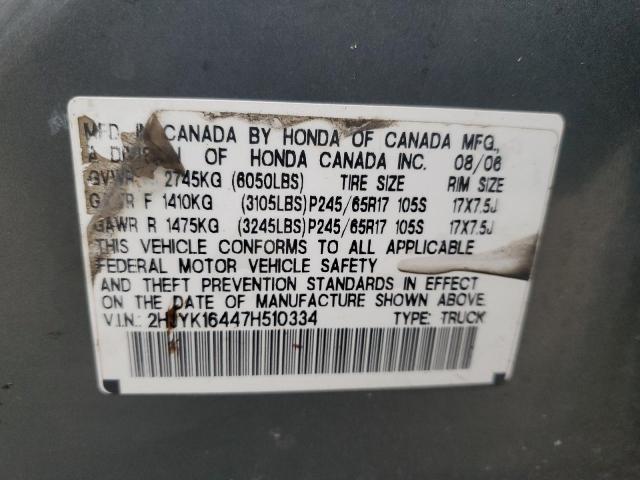 MFD. IN CANADA BY HONDA OF CANADA MFG.,
A DIVISION OF HONDA CANADA INC. 08/06
GVWR 2745KG (6050LBS) TIRE SIZE RIM SIZE
GAWR F 1410KG (3105LBS) P245/65R17 105S 17X7.5J
GAWR R 1475KG (3245LBS) P245/65R17 105S 17X7.5J
THIS VEHICLE CONFORMS TO ALL APPLICABLE
FEDERAL MOTOR VEHICLE SAFETY
AND THEFT PREVENTION STANDARDS IN EFFECT
ON THE DATE OF MANUFACTURE SHOWN ABOVE.
V.I.N.: 2HJYK16447H510334 TYPE: TRUCK